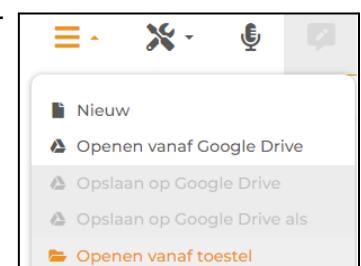 Nieuw
Openen vanaf Google Drive
Opslaan op Google Drive
Opslaan op Google Drive als
Openen vanaf toestel